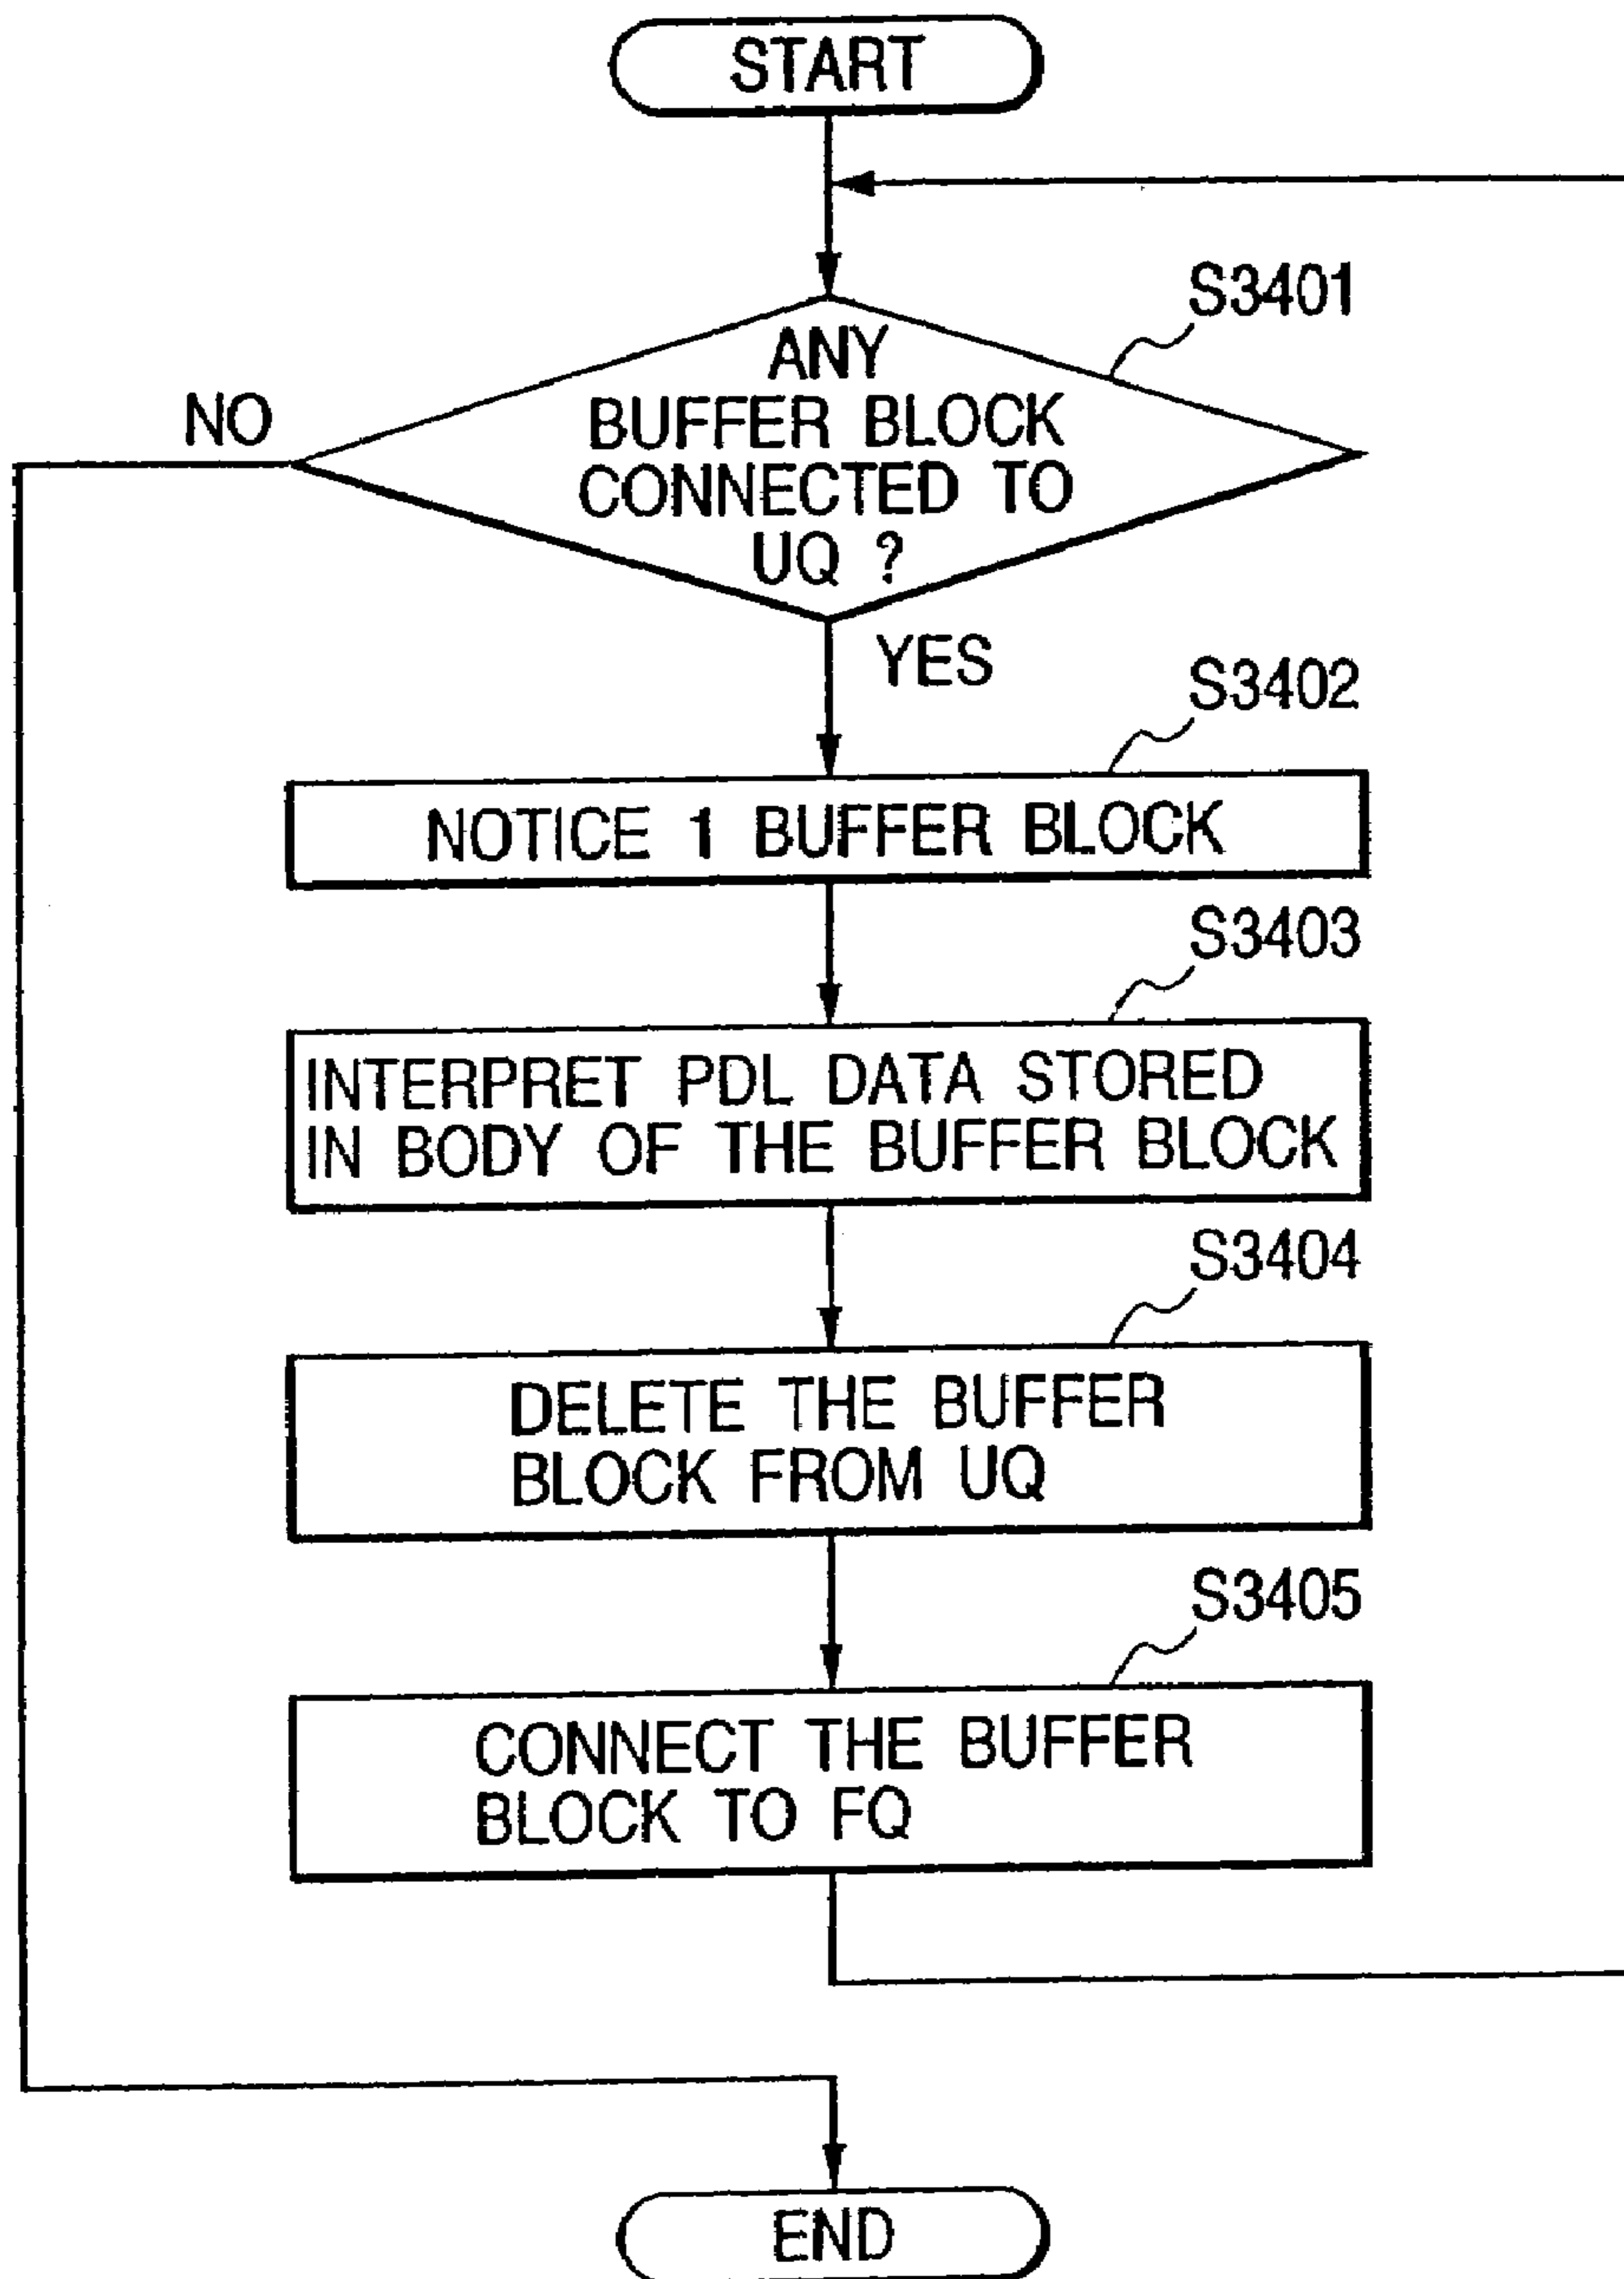 START
S3401
ANY
BUFFER BLOCK
CONNECTED TO
UQ ?
NO
YES
S3402
NOTICE 1 BUFFER BLOCK
S3403
INTERPRET PDL DATA STORED
IN BODY OF THE BUFFER BLOCK
S3404
DELETE THE BUFFER
BLOCK FROM UQ
S3405
CONNECT THE BUFFER
BLOCK TO FQ
END